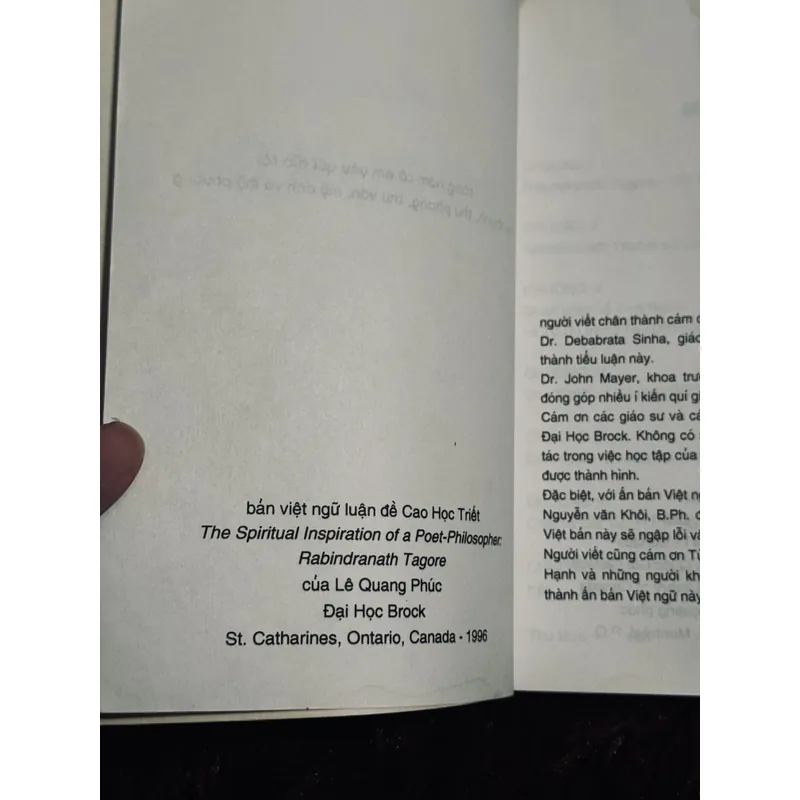 bản việt ngữ luận đề Cao Học Triết
The Spiritual Inspiration of a Poet-Philosopher:
Rabindranath Tagore
của Lê Quang Phúc
Đại Học Brock
St. Catharines, Ontario, Canada - 1996
người viết chân thành cám
Dr. Debabrata Sinha, giáo
thành tiểu luận này.
Dr. John Mayer, khoa
đóng góp nhiều í kiến quí
Cám ơn các giáo sư và
Đại Học Brock. Không có
tác trong việc học tập của
được thành hình.
Đặc biệt, với ấn bản Việt
Nguyễn văn Khôi, B.Ph.
Việt bản này sẽ ngập lỗi
Người viết cũng cám ơn
Hạnh và những người
thành ấn bản Việt ngữ này